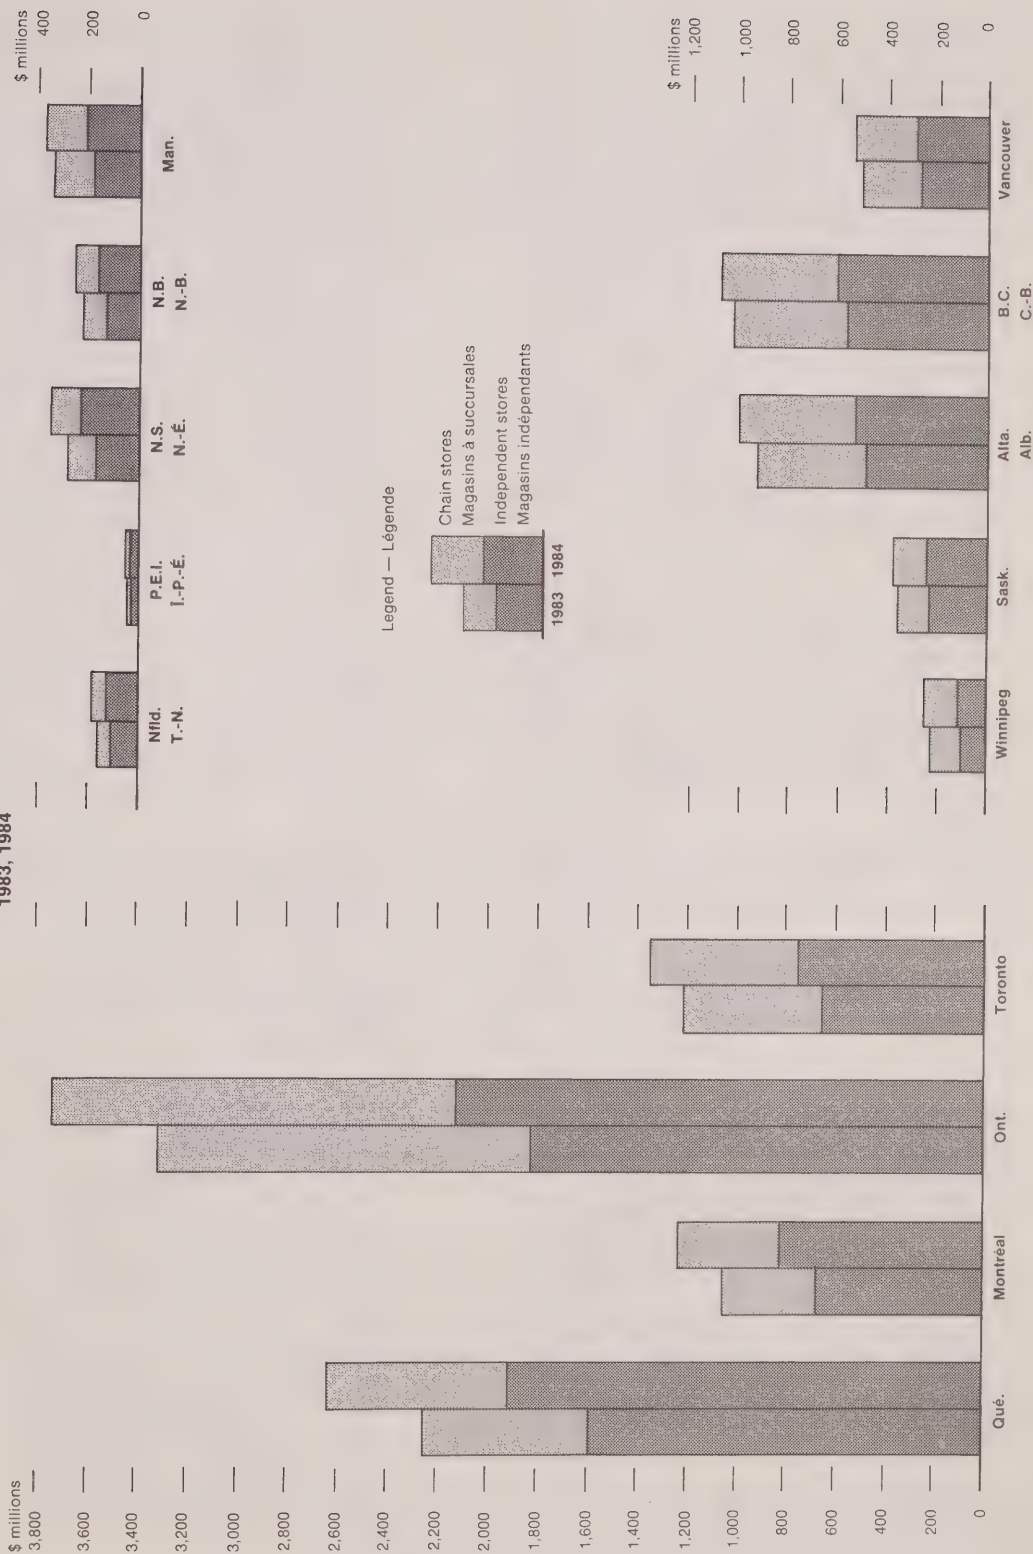 1983, 1984
$ millions
400
200
0
Nfld.
T.-N.
P.E.I.
Î.-P.-É.
N.S.
N.-É.
N.B.
N.-B.
Man.
Legend — Légende
Chain stores
Magasins à succursales
Independent stores
Magasins indépendants
1983 1984
$ millions
3,800
3,600
3,400
3,200
3,000
2,800
2,600
2,400
2,200
2,000
1,800
1,600
1,400
1,200
1,000
800
600
400
200
0
Qué.
Montréal
Ont.
Toronto
$ millions
1,200
1,000
800
600
400
200
0
Winnipeg
Sask.
Alta.
Alb.
B.C.
C.-B.
Vancouver